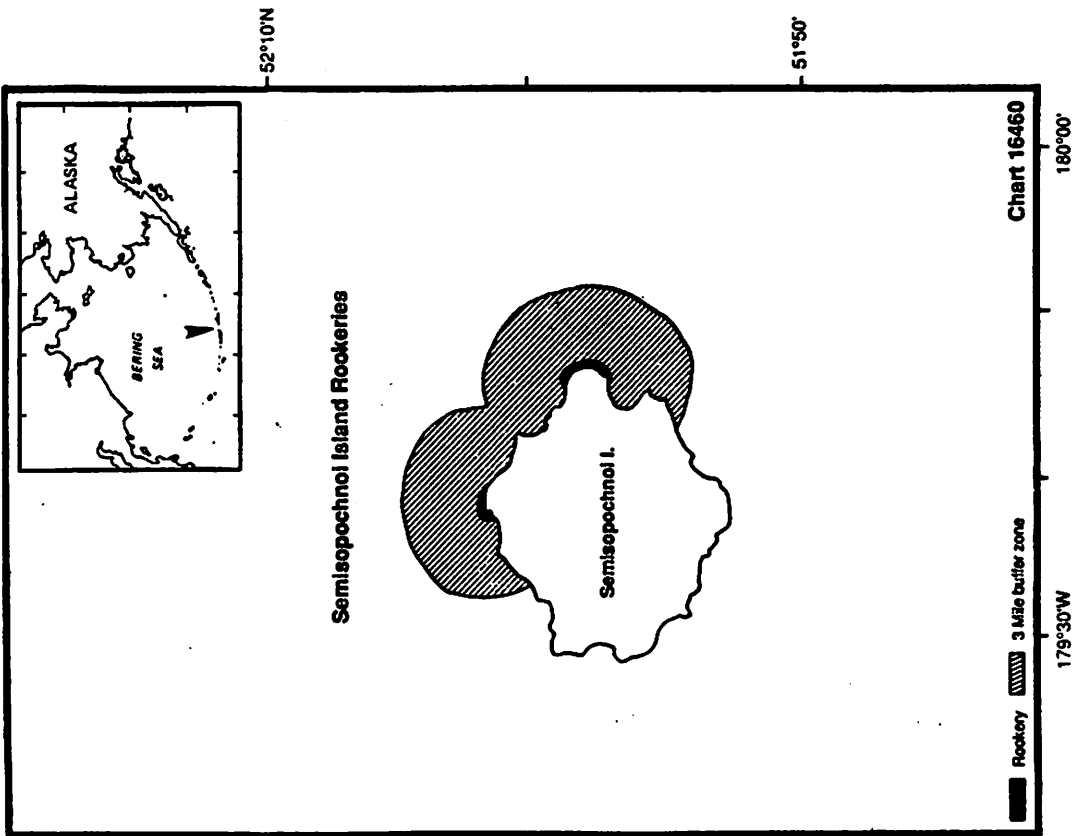 ALASKA
BERING
SEA
Semisopochnoi Island Rookeries
52°10'N
51°50'
Semisopochnoi I.
Rookery
3 Mile buffer zone
Chart 16460
179°30'W
180°00'